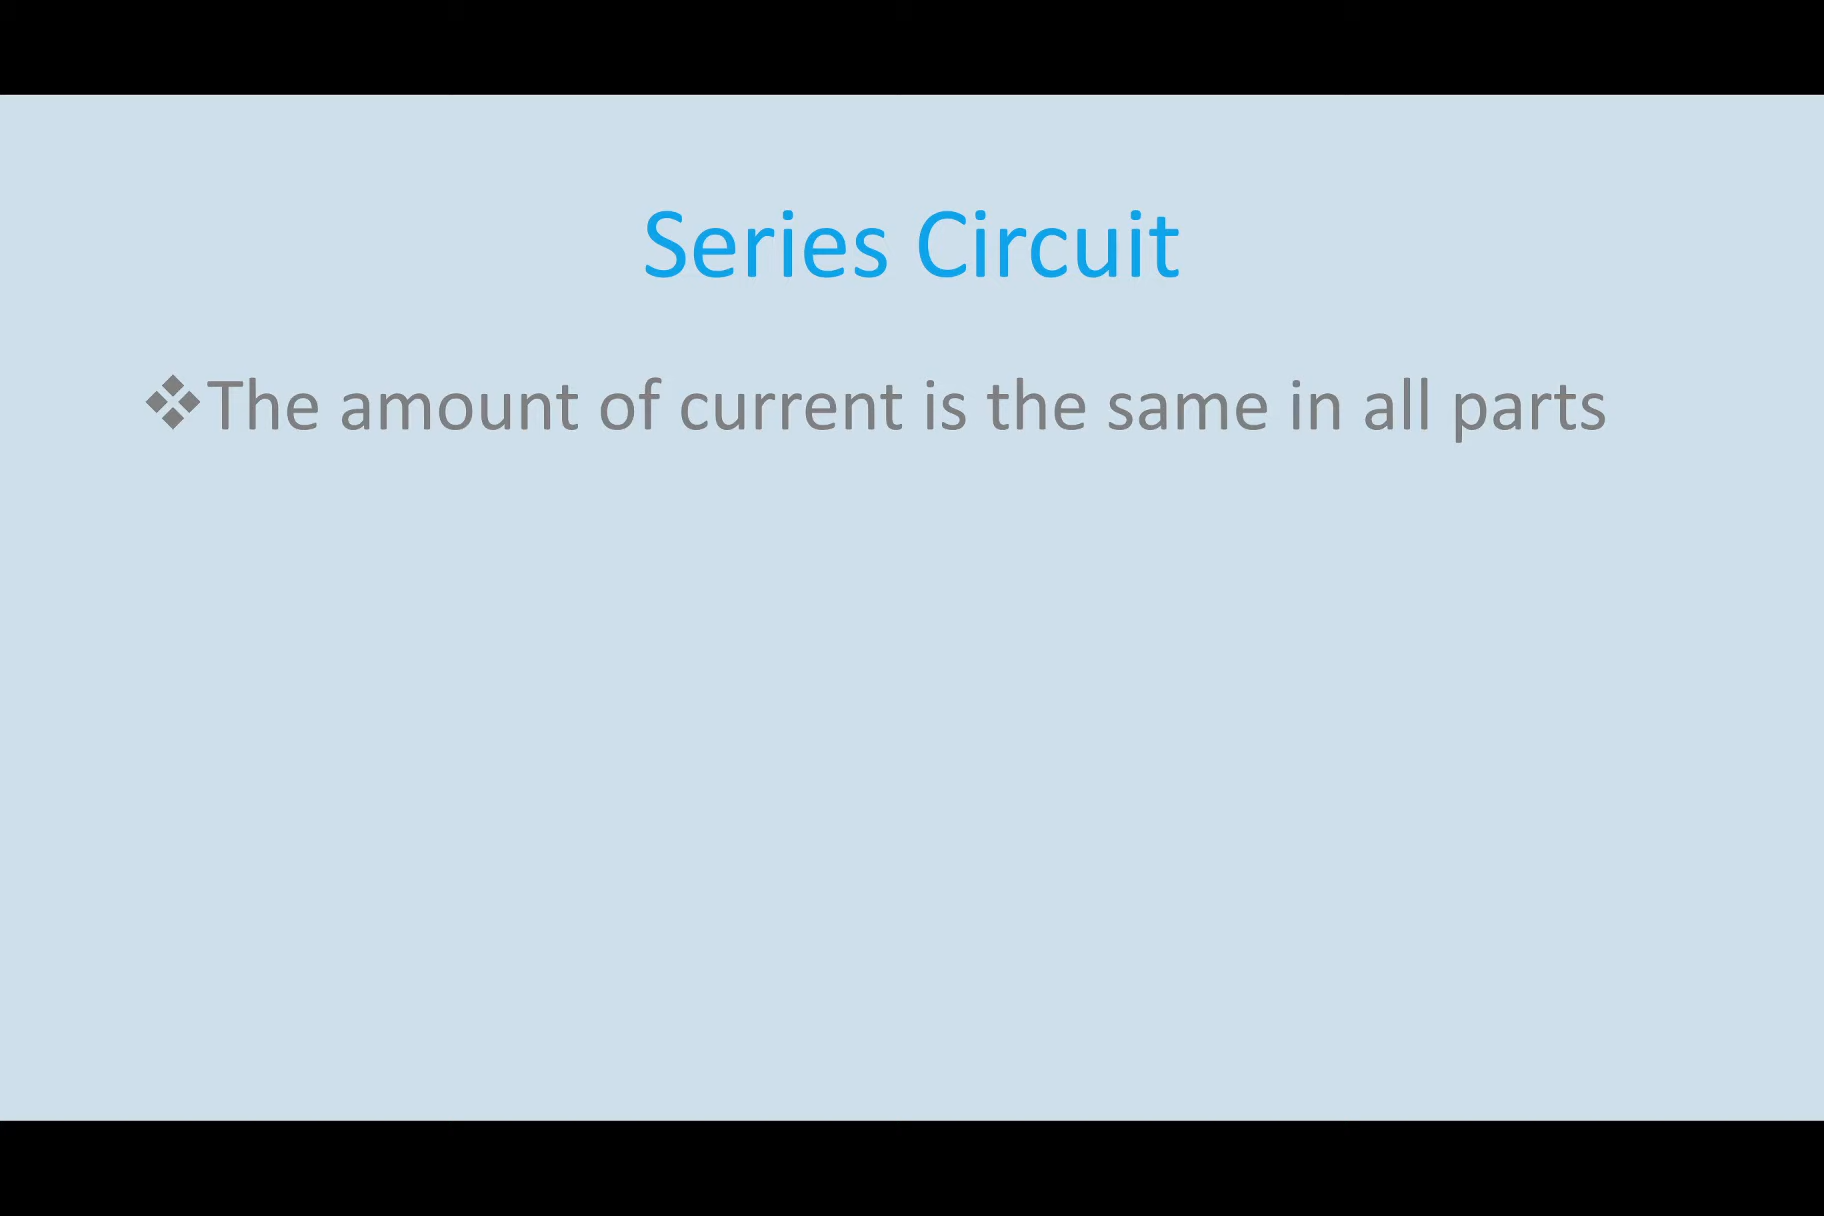 Series Circuit
❖The amount of current is the same in all parts